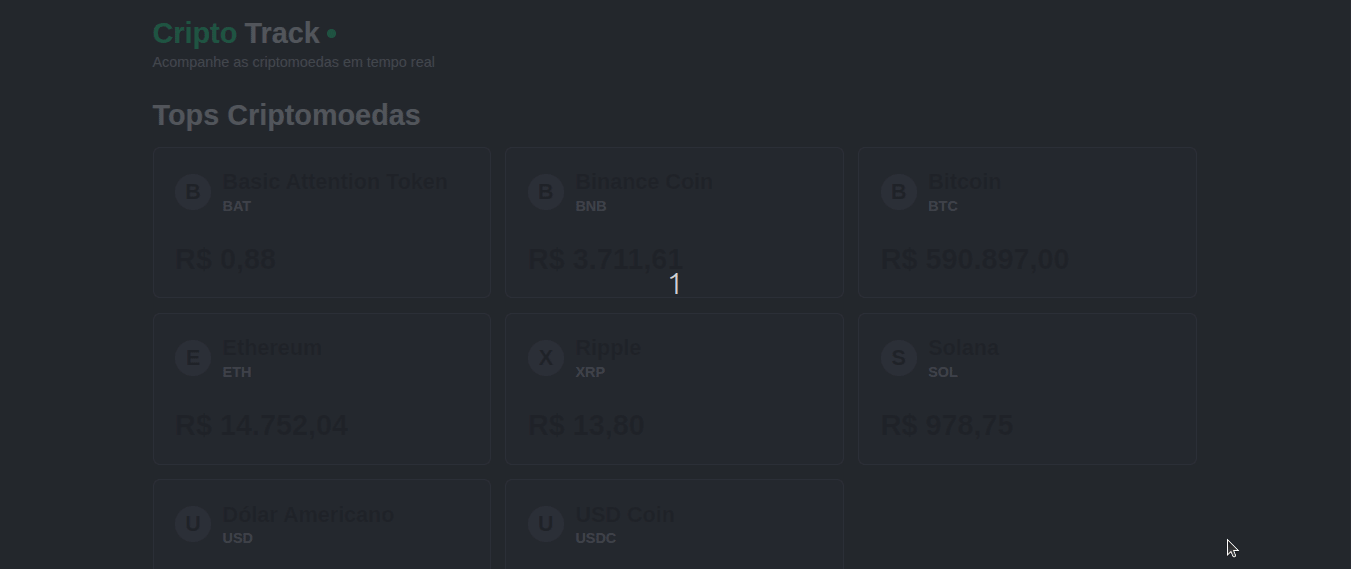 Cripto Track
Acompanhe as criptomoedas em tempo real
Tops Criptomoedas
B Basic Attention Token
BAT
R$ 0,88
B Binance Coin
BNB
R$ 3.711,61
B Bitcoin
BTC
R$ 590.897,00
1
E Ethereum
ETH
R$ 14.752,04
X Ripple
XRP
R$ 13,80
S Solana
SOL
R$ 978,75
U Dólar Americano
USD
U USD Coin
USDC